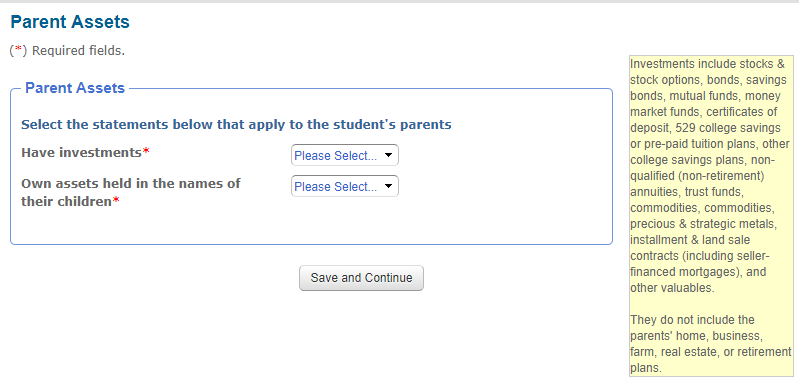 Parent Assets
(*) Required fields.
Parent Assets
Select the statements below that apply to the student's parents
Have investments*
Please Select...
Own assets held in the names of
their children*
Please Select...
Save and Continue
Investments include stocks &
stock options, bonds, savings
bonds, mutual funds, money
market funds, certificates of
deposit, 529 college savings
or pre-paid tuition plans, other
college savings plans, non-
qualified (non-retirement)
annuities, trust funds,
commodities, commodities,
precious & strategic metals,
installment & land sale
contracts (including seller-
financed mortgages), and
other valuables.
They do not include the
parents' home, business,
farm, real estate, or retirement
plans.